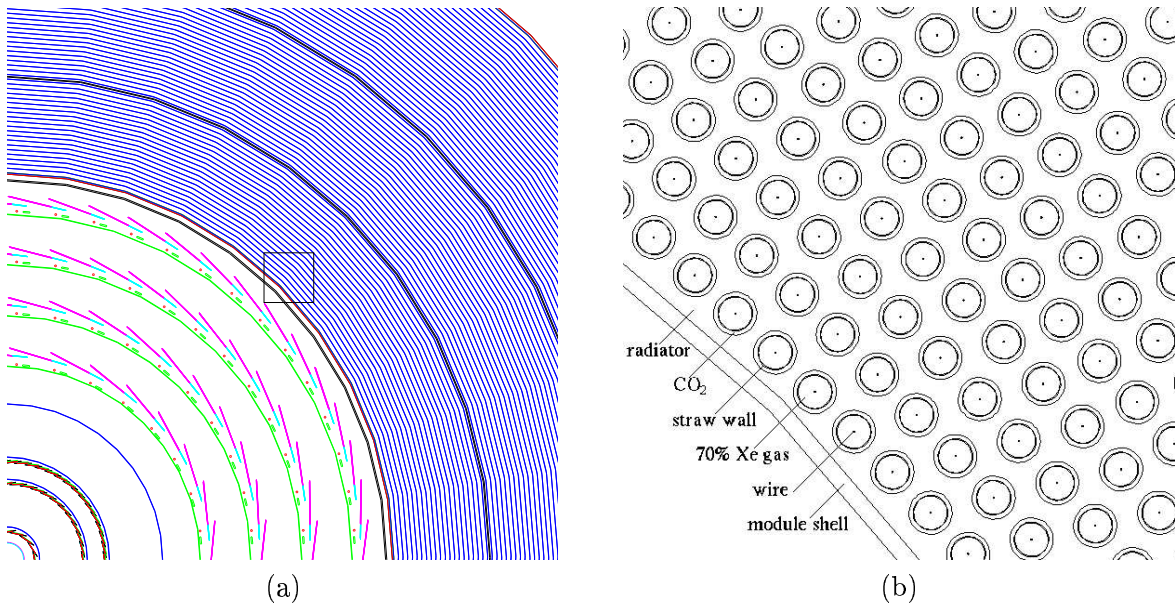 radiator
CO₂
straw wall
70% Xe gas
wire
module shell
(a)
(b)